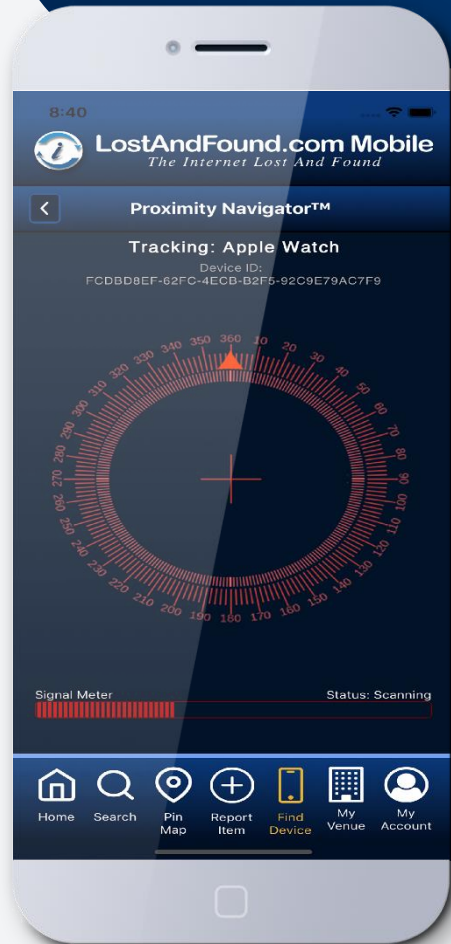 8:40
i
LostAndFound.com Mobile
The Internet Lost And Found
Proximity Navigator™
Tracking: Apple Watch
Device ID:
FCDBD8EF-62FC-4ECB-B2F5-92C9E79AC7F9
360
10
20
30
40
50
60
70
80
90
100
110
120
130
140
150
160
170
180
190
200
210
220
230
240
250
260
270
280
290
300
310
320
330
340
350
Signal Meter
Status: Scanning
Home
Search
Pin
Map
Report
Item
Find
Device
My
Venue
My
Account